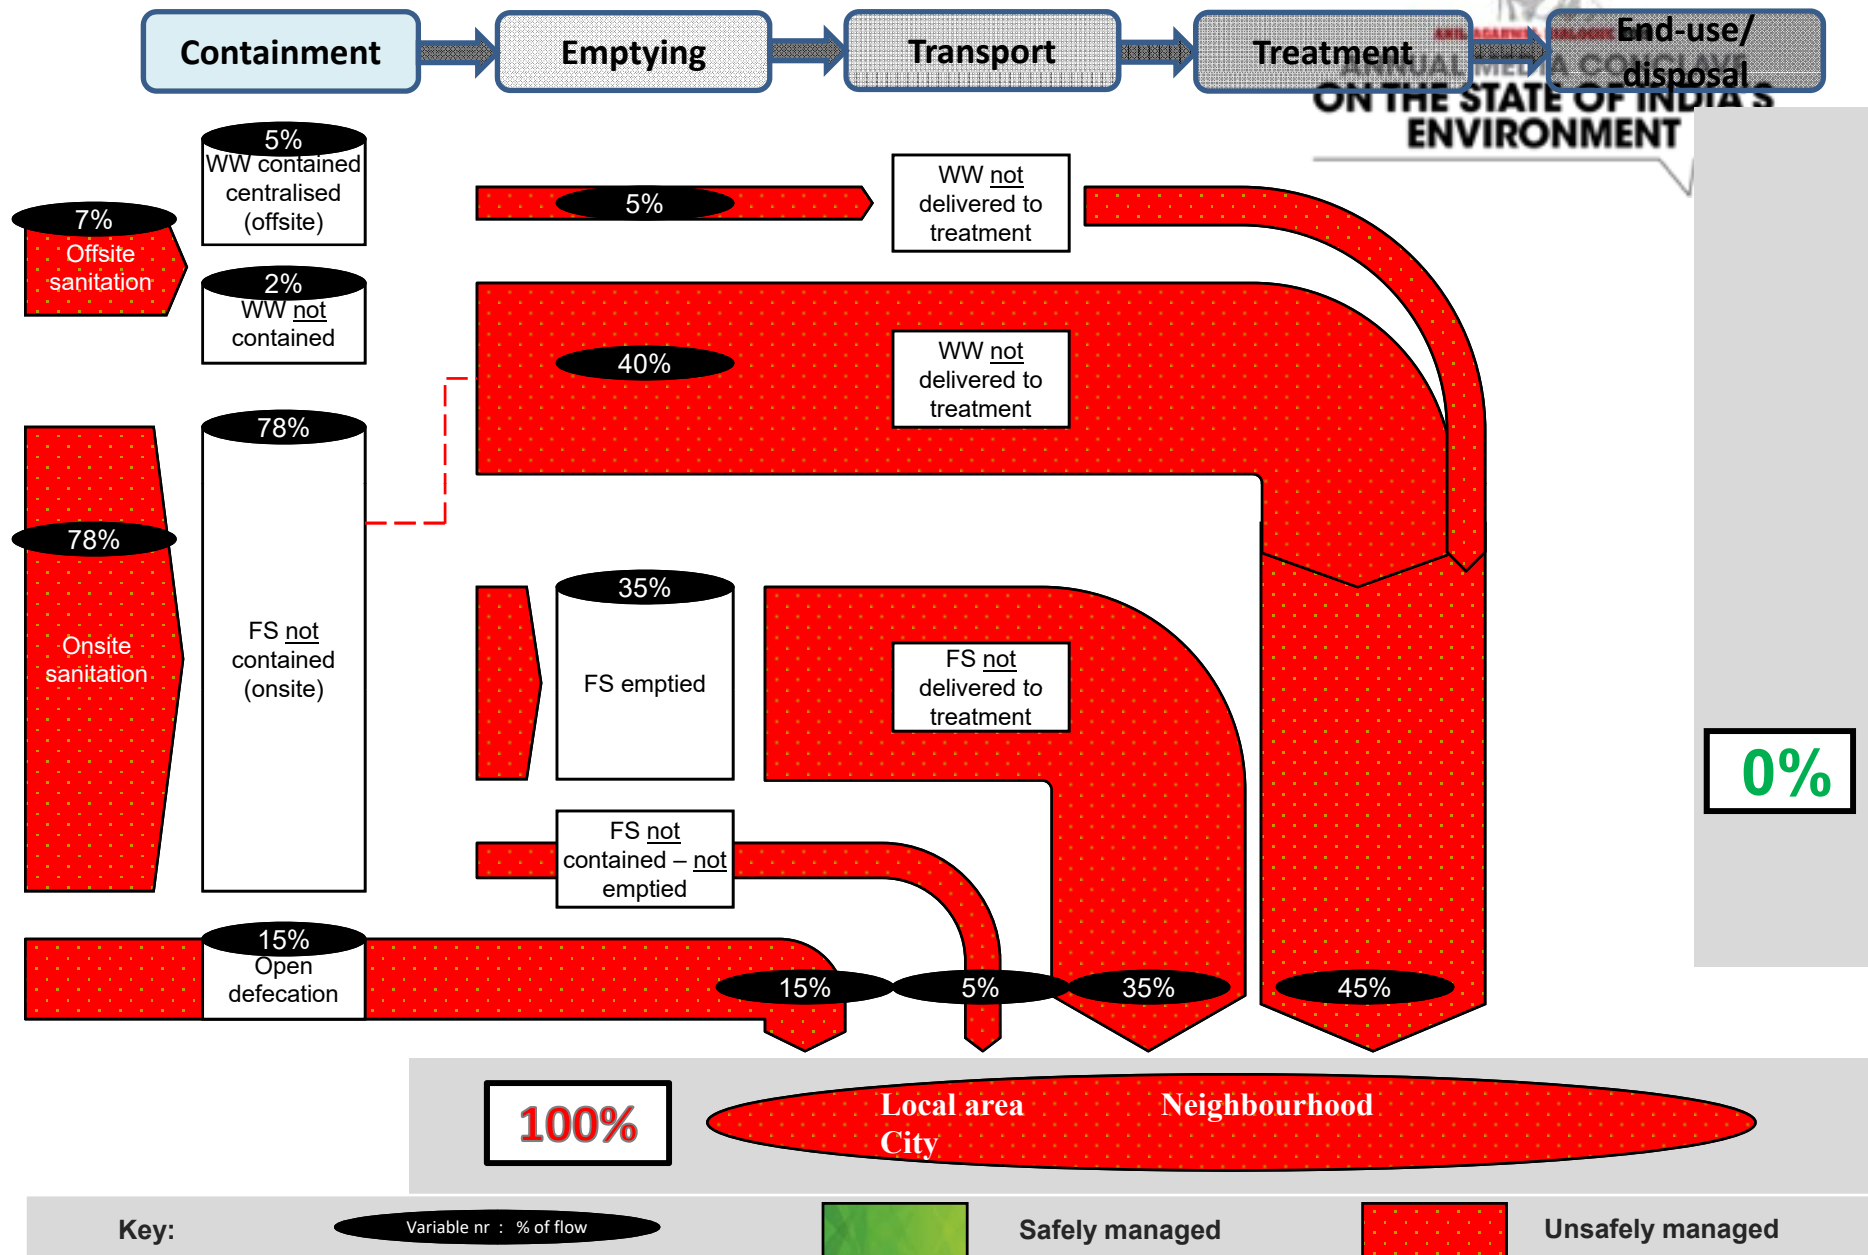 Containment
Emptying
Transport
Treatment
End-use/
disposal
ANNUAL MEDIA CONCLAVE
ON THE STATE OF INDIA'S
ENVIRONMENT
5%
WW contained
centralised
(offsite)
7%
Offsite
sanitation
2%
WW not
contained
5%
WW not
delivered to
treatment
40%
WW not
delivered to
treatment
78%
78%
Onsite
sanitation
FS not
contained
(onsite)
35%
FS emptied
FS not
delivered to
treatment
0%
FS not
contained – not
emptied
15%
Open
defecation
15%
5%
35%
45%
100%
Local area
Neighbourhood
City
Key:
Variable nr : % of flow
Safely managed
Unsafely managed